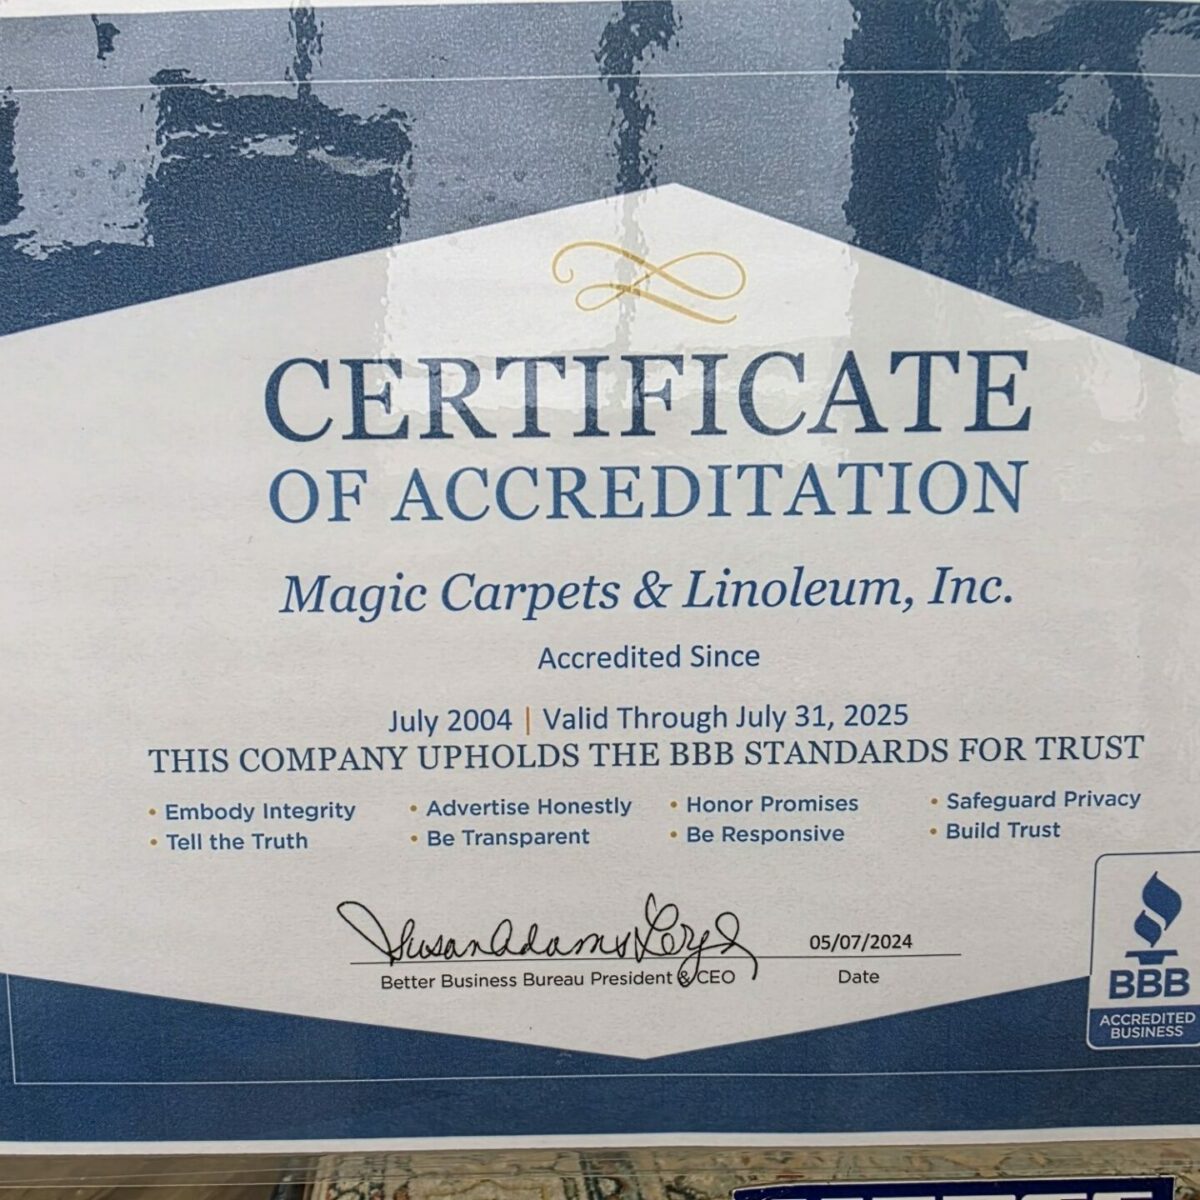 CERTIFICATE
OF ACCREDITATION
Magic Carpets & Linoleum, Inc.
Accredited Since
July 2004 | Valid Through July 31, 2025
THIS COMPANY UPHOLDS THE BBB STANDARDS FOR TRUST
• Embody Integrity • Advertise Honestly • Honor Promises • Safeguard Privacy
• Tell the Truth • Be Transparent • Be Responsive • Build Trust
05/07/2024
Better Business Bureau President & CEO Date
BBB
ACCREDITED
BUSINESS